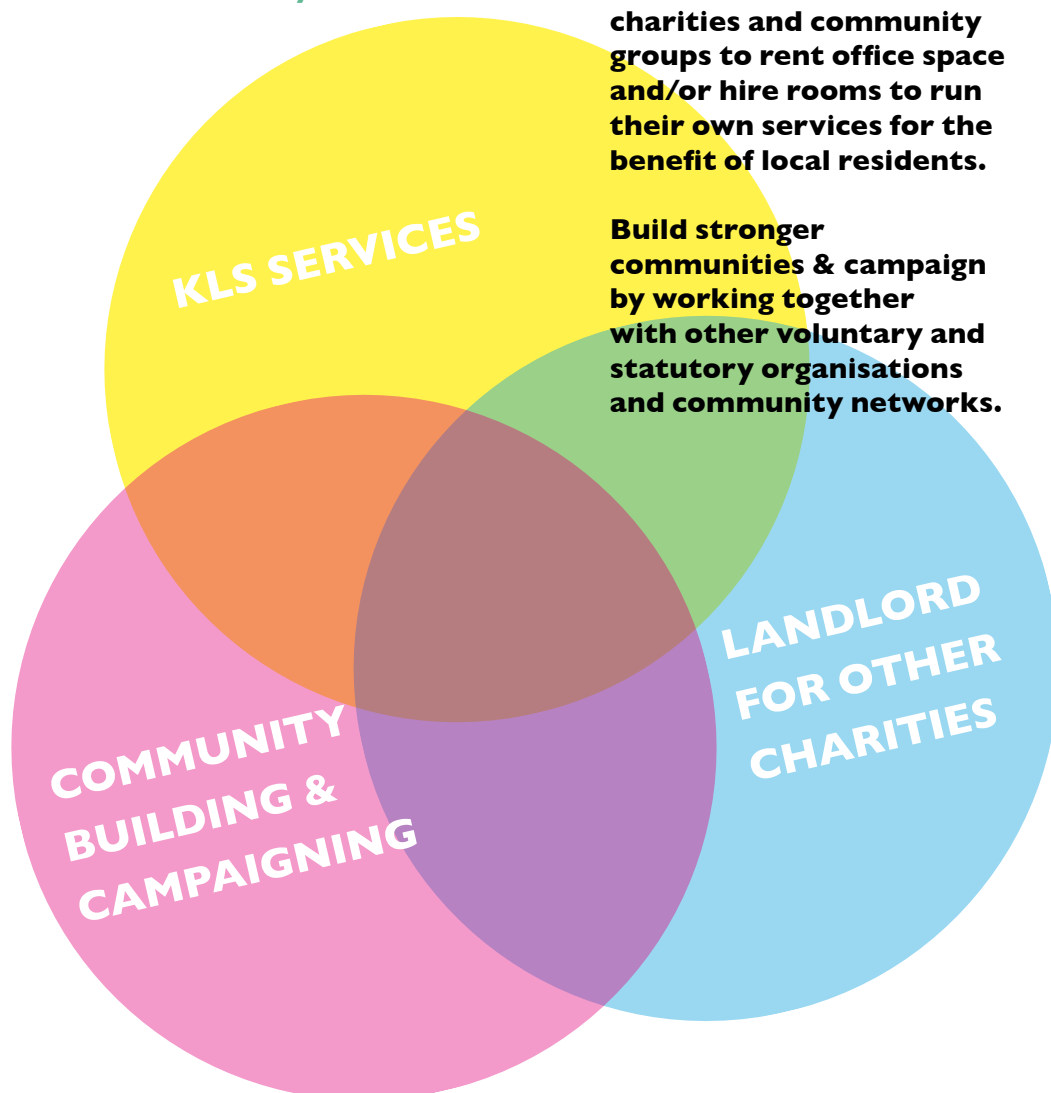 charities and community
groups to rent office space
and/or hire rooms to run
their own services for the
benefit of local residents.
Build stronger
communities & campaign
by working together
with other voluntary and
statutory organisations
and community networks.
KLS SERVICES
LANDLORD
FOR OTHER
CHARITIES
COMMUNITY
BUILDING &
CAMPAIGNING